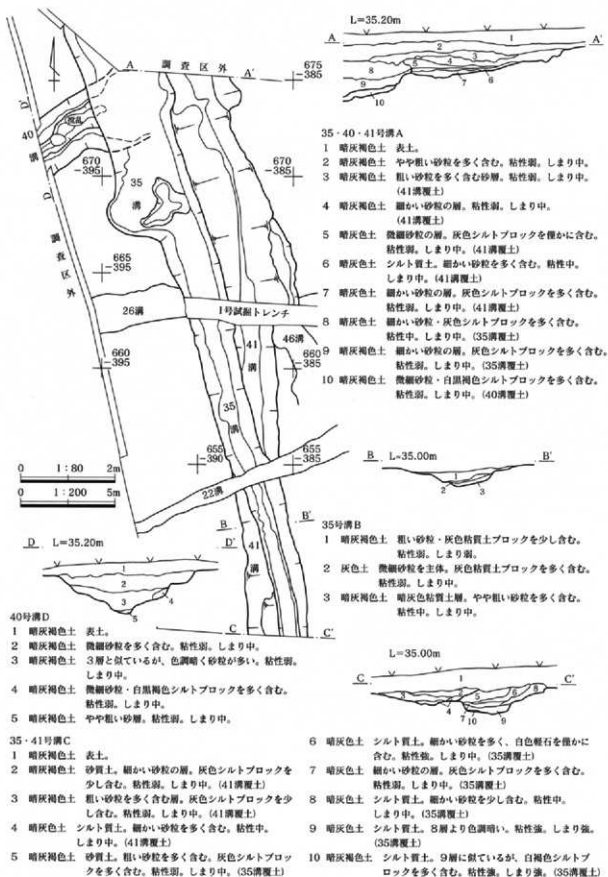 L=35.20m
A
A'
1
2
3
4
5
8
9
10
7
6
調査区外
A
A'
675
-385
D'
40
溝
撹乱
670
-395
35
溝
670
-385
D
調査区外
665
-395
26溝
1号試掘トレンチ
41
溝
46溝
660
-395
660
-385
35
溝
655
-390
655
-385
22溝
0 1:80 2m
0 1:200 5m
B
B'
D'
41
溝
C
C'
35・40・41号溝A
1 暗灰褐色土 表土。
2 暗灰褐色土 やや粗い砂粒を多く含む。粘性弱。しまり中。
3 暗灰褐色土 粗い砂粒を多く含む砂層。粘性弱。しまり中。
(41溝覆土)
4 暗灰褐色土 細かい砂粒の層。粘性弱。しまり中。
(41溝覆土)
5 暗灰色土 微細砂粒の層。灰色シルトブロックを僅かに含む。
粘性弱。しまり中。(41溝覆土)
6 暗灰色土 シルト質土。細かい砂粒を多く含む。粘性中。
しまり中。(41溝覆土)
7 暗灰色土 細かい砂粒の層。灰色シルトブロックを多く含む。
粘性弱。しまり中。(41溝覆土)
8 暗灰色土 細かい砂粒・灰色シルトブロックを多く含む。
粘性中。しまり中。(35溝覆土)
9 暗灰色土 細かい砂粒の層。灰色シルトブロックを多く含む。
粘性弱。しまり中。(35溝覆土)
10 暗灰褐色土 微細砂粒・白黒褐色シルトブロックを多く含む。
粘性弱。しまり中。(40溝覆土)
B L=35.00m B'
1
2
3
35号溝B
1 暗灰褐色土 粗い砂粒・灰色粘質土ブロックを少し含む。
粘性弱。しまり弱。
2 灰色土 微細砂粒を主体。灰色粘質土ブロックを多く含む。
粘性弱。しまり中。
3 暗灰褐色土 暗灰色粘質土層。やや粗い砂粒を多く含む。
粘性中。しまり中。
D L=35.20m D'
1
2
3
4
5
40号溝D
1 暗灰褐色土 表土。
2 暗灰褐色土 微細砂粒を多く含む。粘性弱。しまり中。
3 暗灰褐色土 3層と似ているが、色調暗く砂粒が多い。粘性弱。
しまり中。
4 暗灰褐色土 微細砂粒・白黒褐色シルトブロックを多く含む。
粘性弱。しまり中。
5 暗灰褐色土 やや粗い砂層。粘性弱。しまり中。
L=35.00m
C
C'
1
2
3
5
6
8
4
7
10
9
35・41号溝C
1 暗灰褐色土 表土。
2 暗灰褐色土 砂質土。細かい砂粒の層。灰色シルトブロックを
少し含む。粘性弱。しまり中。(41溝覆土)
3 暗灰褐色土 粗い砂粒を多く含む層。灰色シルトブロックを少
し含む。粘性弱。しまり中。(41溝覆土)
4 暗灰色土 シルト質土。細かい砂粒を多く含む。粘性中。
しまり中。(41溝覆土)
5 暗灰褐色土 砂質土。粗い砂粒を多く含む。灰色シルトブロッ
クを多く含む。粘性弱。しまり中。(35溝覆土)
6 暗灰色土 シルト質土。細かい砂粒を多く、白色軽石を僅かに
含む。粘性強。しまり中。(35溝覆土)
7 暗灰色土 細かい砂粒の層。灰色シルトブロックを多く含む。
粘性弱。しまり中。(35溝覆土)
8 暗灰色土 シルト質土。細かい砂粒を少し含む。粘性中。
しまり中。(35溝覆土)
9 暗灰色土 シルト質土。8層より色調暗い。粘性強。しまり強。
(35溝覆土)
10 暗灰褐色土 シルト質土。9層に似ているが、白褐色シルトブ
ロックを多く含む。粘性強。しまり強。(35溝覆土)